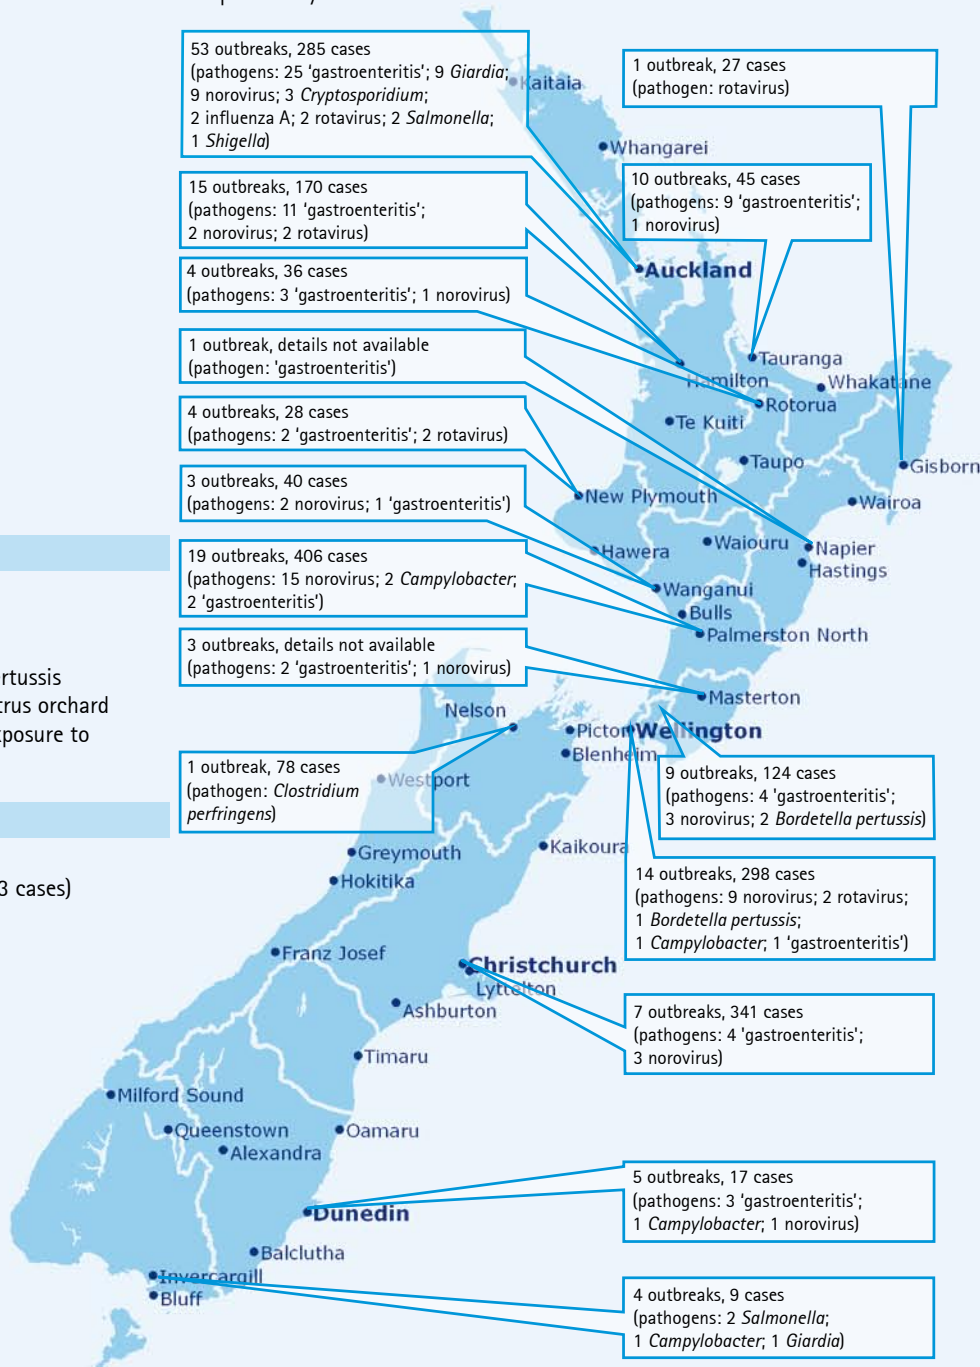 53 outbreaks, 285 cases
(pathogens: 25 'gastroenteritis'; 9 Giardia;
9 norovirus; 3 Cryptosporidium;
2 influenza A; 2 rotavirus; 2 Salmonella;
1 Shigella)
1 outbreak, 27 cases
(pathogen: rotavirus)
Kaitaia
Whangarei
15 outbreaks, 170 cases
(pathogens: 11 'gastroenteritis';
2 norovirus; 2 rotavirus)
10 outbreaks, 45 cases
(pathogens: 9 'gastroenteritis';
1 norovirus)
4 outbreaks, 36 cases
(pathogens: 3 'gastroenteritis'; 1 norovirus)
Auckland
1 outbreak, details not available
(pathogen: 'gastroenteritis')
Tauranga
Hamilton
Whakatane
Rotorua
4 outbreaks, 28 cases
(pathogens: 2 'gastroenteritis'; 2 rotavirus)
Te Kuiti
Taupo
Gisborn
3 outbreaks, 40 cases
(pathogens: 2 norovirus; 1 'gastroenteritis')
New Plymouth
Wairoa
19 outbreaks, 406 cases
(pathogens: 15 norovirus; 2 Campylobacter;
2 'gastroenteritis')
Hawera
Waiouru
Napier
Hastings
Wanganui
Bulls
Palmerston North
3 outbreaks, details not available
(pathogens: 2 'gastroenteritis'; 1 norovirus)
rtussis
trus orchard
xposure to
Masterton
Nelson
Picton
Wellington
Blenheim
1 outbreak, 78 cases
(pathogen: Clostridium
perfringens)
Westport
9 outbreaks, 124 cases
(pathogens: 4 'gastroenteritis';
3 norovirus; 2 Bordetella pertussis)
Kaikoura
Greymouth
Hokitika
3 cases)
14 outbreaks, 298 cases
(pathogens: 9 norovirus; 2 rotavirus;
1 Bordetella pertussis;
1 Campylobacter; 1 'gastroenteritis')
Franz Josef
Christchurch
Lyttelton
Ashburton
7 outbreaks, 341 cases
(pathogens: 4 'gastroenteritis';
3 norovirus)
Timaru
Milford Sound
Queenstown
Oamaru
Alexandra
5 outbreaks, 17 cases
(pathogens: 3 'gastroenteritis';
1 Campylobacter; 1 norovirus)
Dunedin
Balclutha
Invercargill
Bluff
4 outbreaks, 9 cases
(pathogens: 2 Salmonella;
1 Campylobacter; 1 Giardia)